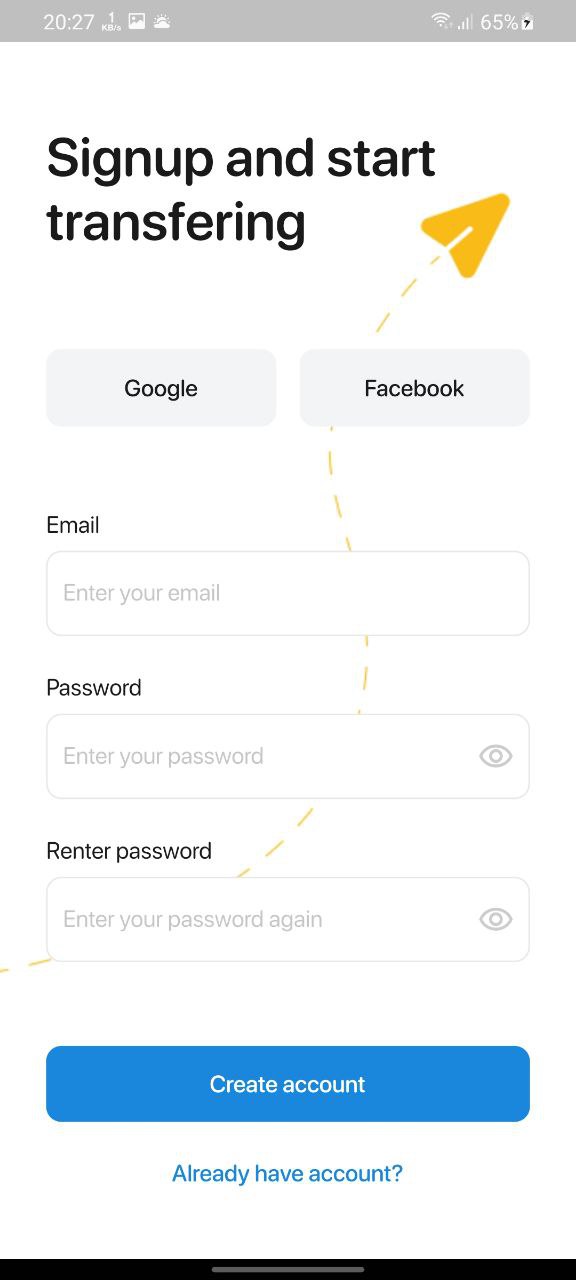 20:27 1 KB/s 65%
Signup and start
transfering
Google Facebook
Email
Enter your email
Password
Enter your password
Renter password
Enter your password again
Create account
Already have account?